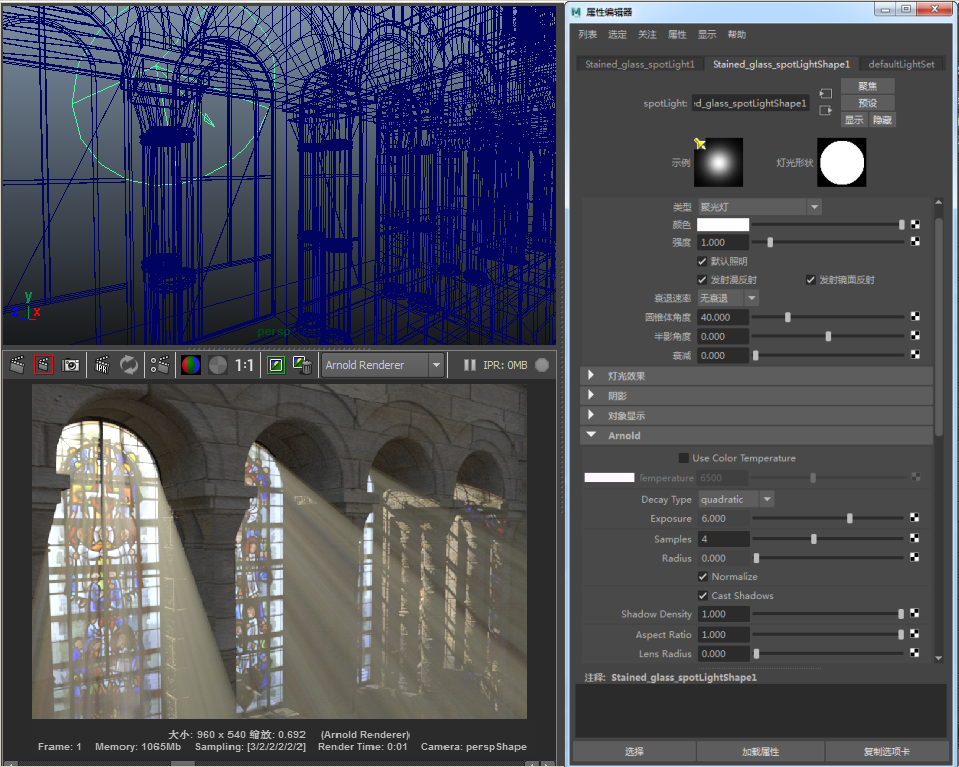 属性编辑器
列表 选定 关注 属性 显示 帮助
Stained_glass_spotLight1 Stained_glass_spotLightShape1 defaultLightSet
聚焦
spotLight: ed_glass_spotLightShape1
预设
显示 隐藏
示例 灯光形状
类型 聚光灯
颜色
强度 1.000
默认照明
发射漫反射 发射镜面反射
衰退速率 无衰退
圆锥体角度 40.000
半影角度 0.000
衰减 0.000
灯光效果
阴影
对象显示
Arnold
Use Color Temperature
Temperature 6500
Decay Type quadratic
Exposure 6.000
Samples 4
Radius 0.000
Normalize
Cast Shadows
Shadow Density 1.000
Aspect Ratio 1.000
Lens Radius 0.000
注释: Stained_glass_spotLightShape1
选择 加载属性 复制选项卡
y
z x
persp
IPR 1:1 Arnold Renderer IPR: 0MB
大小: 960 x 540 缩放: 0.692 (Arnold Renderer)
Frame: 1 Memory: 1065Mb Sampling: [3/2/2/2/2/2] Render Time: 0:01 Camera: perspShape